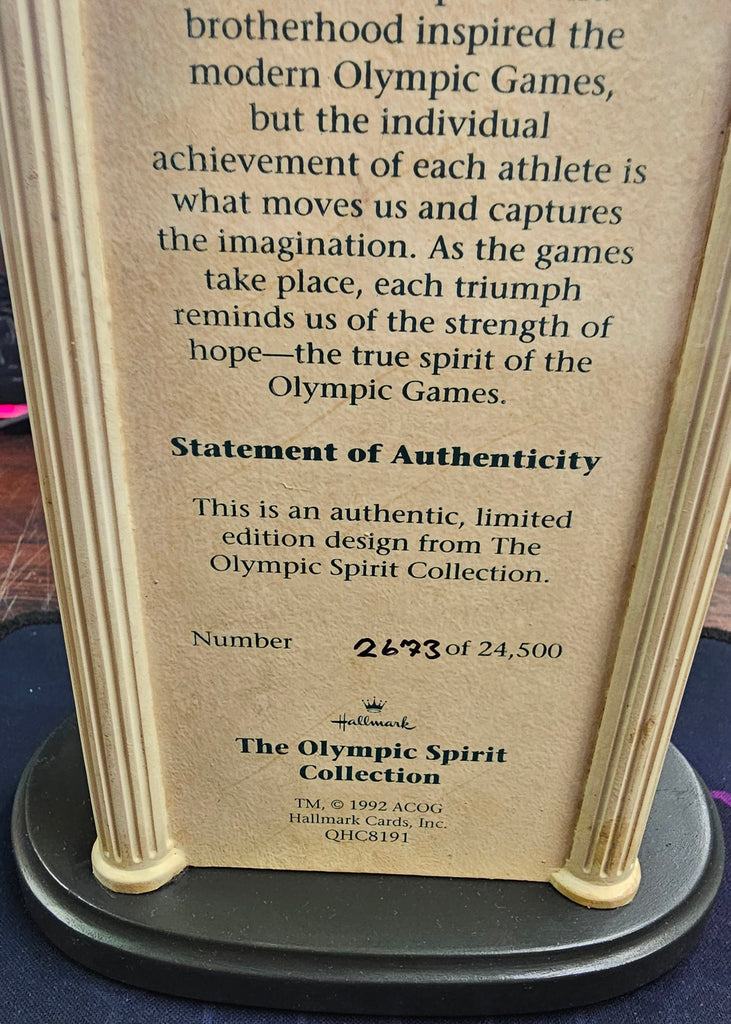 brotherhood inspired the
modern Olympic Games,
but the individual
achievement of each athlete is
what moves us and captures
the imagination. As the games
take place, each triumph
reminds us of the strength of
hope—the true spirit of the
Olympic Games.
Statement of Authenticity
This is an authentic, limited
edition design from The
Olympic Spirit Collection.
Number 2673 of 24,500
Hallmark
The Olympic Spirit
Collection
TM, © 1992 ACOG
Hallmark Cards, Inc.
QHC8191